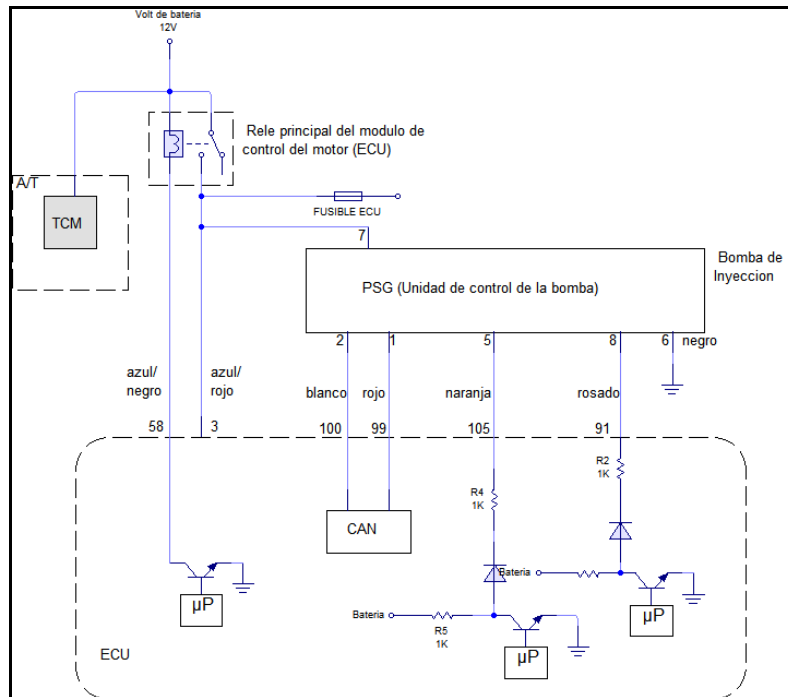 Volt de bateria
12V
Rele principal del modulo de
control del motor (ECU)
A/T
TCM
FUSIBLE ECU
7
Bomba de
Inyeccion
PSG (Unidad de control de la bomba)
2
1
5
8
6
negro
azul/
negro
azul/
rojo
blanco
rojo
naranja
rosado
58
3
100
99
105
91
R2
1K
R4
1K
CAN
Bateria
µP
Bateria
R5
1K
µP
µP
ECU